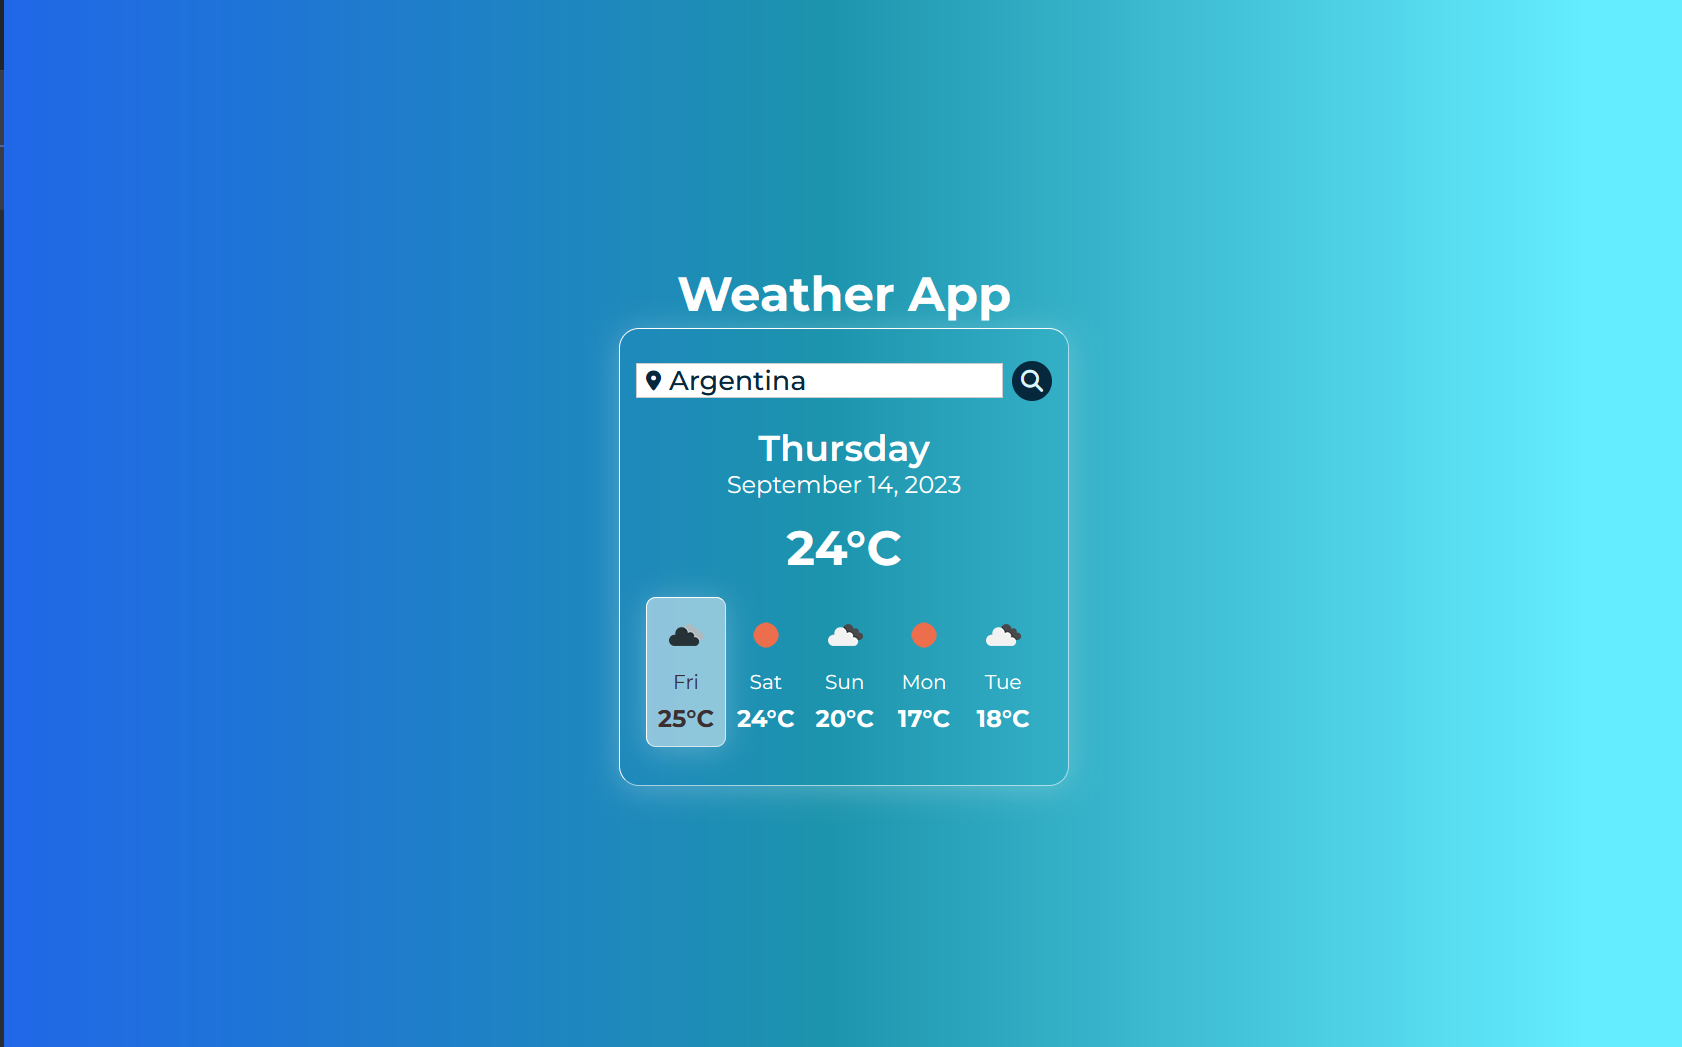 Weather App
Argentina
Thursday
September 14, 2023
24°C
Fri Sat Sun Mon Tue
25°C 24°C 20°C 17°C 18°C